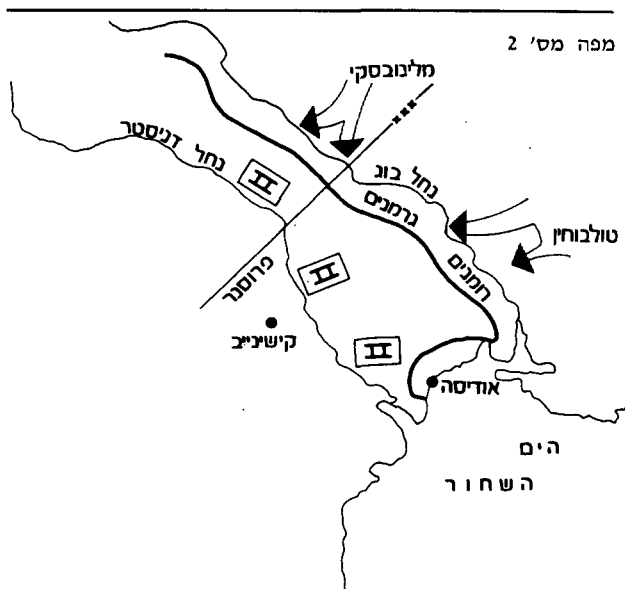 מפה מס' 2
מלינובסקי
נחל דניסטר
נחל בוג
גרמנים
טולבוחין
רומנים
פרוסנר
קישינייב
אודיסה
הים
השחור